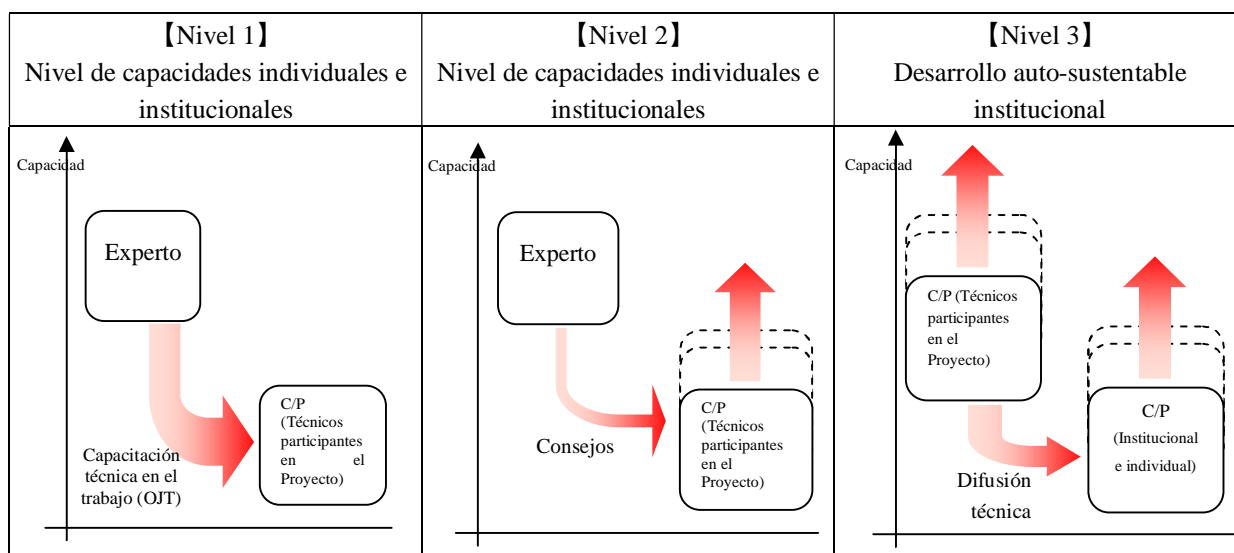 【Nivel 1】
Nivel de capacidades individuales e
institucionales
【Nivel 2】
Nivel de capacidades individuales e
institucionales
【Nivel 3】
Desarrollo auto-sustentable
institucional
Capacidad
Experto
Capacitación
técnica en el
trabajo (OJT)
C/P
(Técnicos
participantes
en el
Proyecto)
Capacidad
Experto
Consejos
C/P
(Técnicos
participantes
en el
Proyecto)
Capacidad
C/P (Técnicos
participantes
en el
Proyecto)
Difusión
técnica
C/P
(Institucional
e individual)